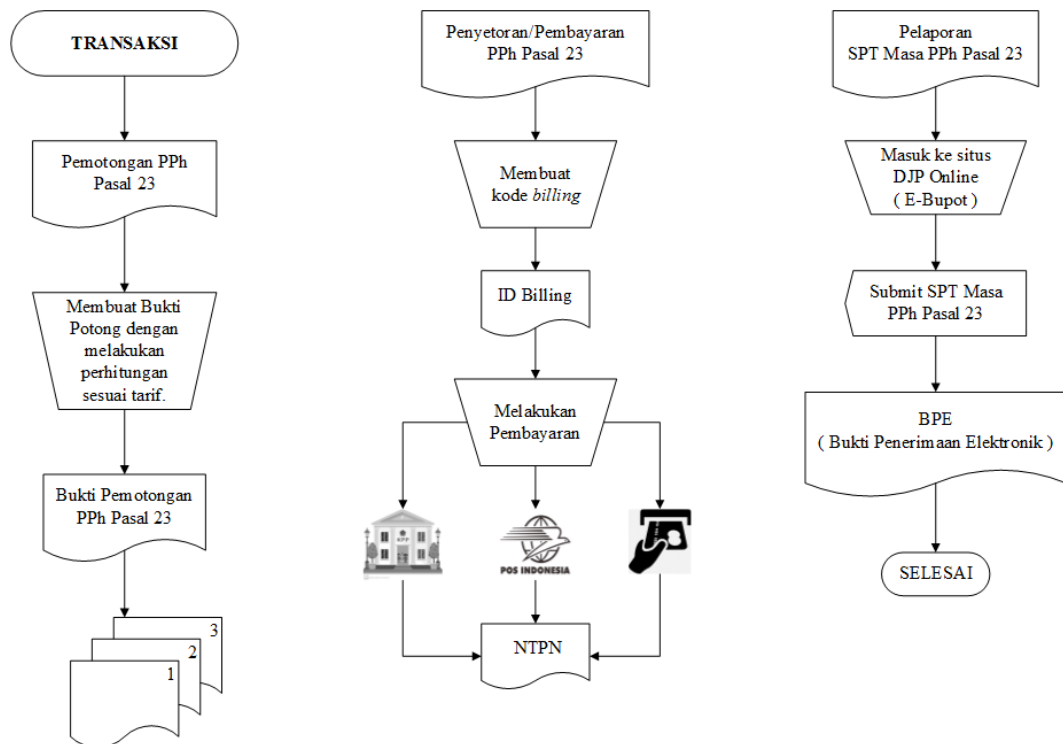 TRANSAKSI
Pemotongan PPh
Pasal 23
Membuat Bukti
Potong dengan
melakukan
perhitungan
sesuai tarif.
Bukti Pemotongan
PPh Pasal 23
3
2
1
Penyetoran/Pembayaran
PPh Pasal 23
Membuat
kode billing
ID Billing
Melakukan
Pembayaran
KPP
POS INDONESIA
NTPN
Pelaporan
SPT Masa PPh Pasal 23
Masuk ke situs
DJP Online
( E-Bupot )
Submit SPT Masa
PPh Pasal 23
BPE
( Bukti Penerimaan Elektronik )
SELESAI